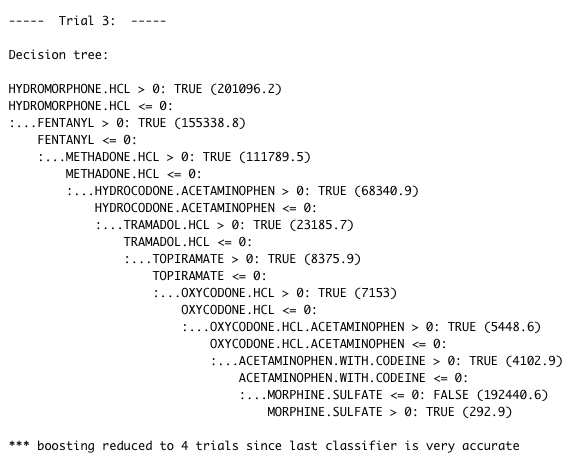 -----  Trial 3:  -----
Decision tree:
HYDROMORPHONE.HCL > 0: TRUE (201096.2)
HYDROMORPHONE.HCL <= 0:
:...FENTANYL > 0: TRUE (155338.8)
    FENTANYL <= 0:
    :...METHADONE.HCL > 0: TRUE (111789.5)
        METHADONE.HCL <= 0:
        :...HYDROCODONE.ACETAMINOPHEN > 0: TRUE (68340.9)
            HYDROCODONE.ACETAMINOPHEN <= 0:
            :...TRAMADOL.HCL > 0: TRUE (23185.7)
                TRAMADOL.HCL <= 0:
                :...TOPIRAMATE > 0: TRUE (8375.9)
                    TOPIRAMATE <= 0:
                    :...OXYCODONE.HCL > 0: TRUE (7153)
                        OXYCODONE.HCL <= 0:
                        :...OXYCODONE.HCL.ACETAMINOPHEN > 0: TRUE (5448.6)
                            OXYCODONE.HCL.ACETAMINOPHEN <= 0:
                            :...ACETAMINOPHEN.WITH.CODEINE > 0: TRUE (4102.9)
                                ACETAMINOPHEN.WITH.CODEINE <= 0:
                                :...MORPHINE.SULFATE <= 0: FALSE (192440.6)
                                    MORPHINE.SULFATE > 0: TRUE (292.9)
*** boosting reduced to 4 trials since last classifier is very accurate